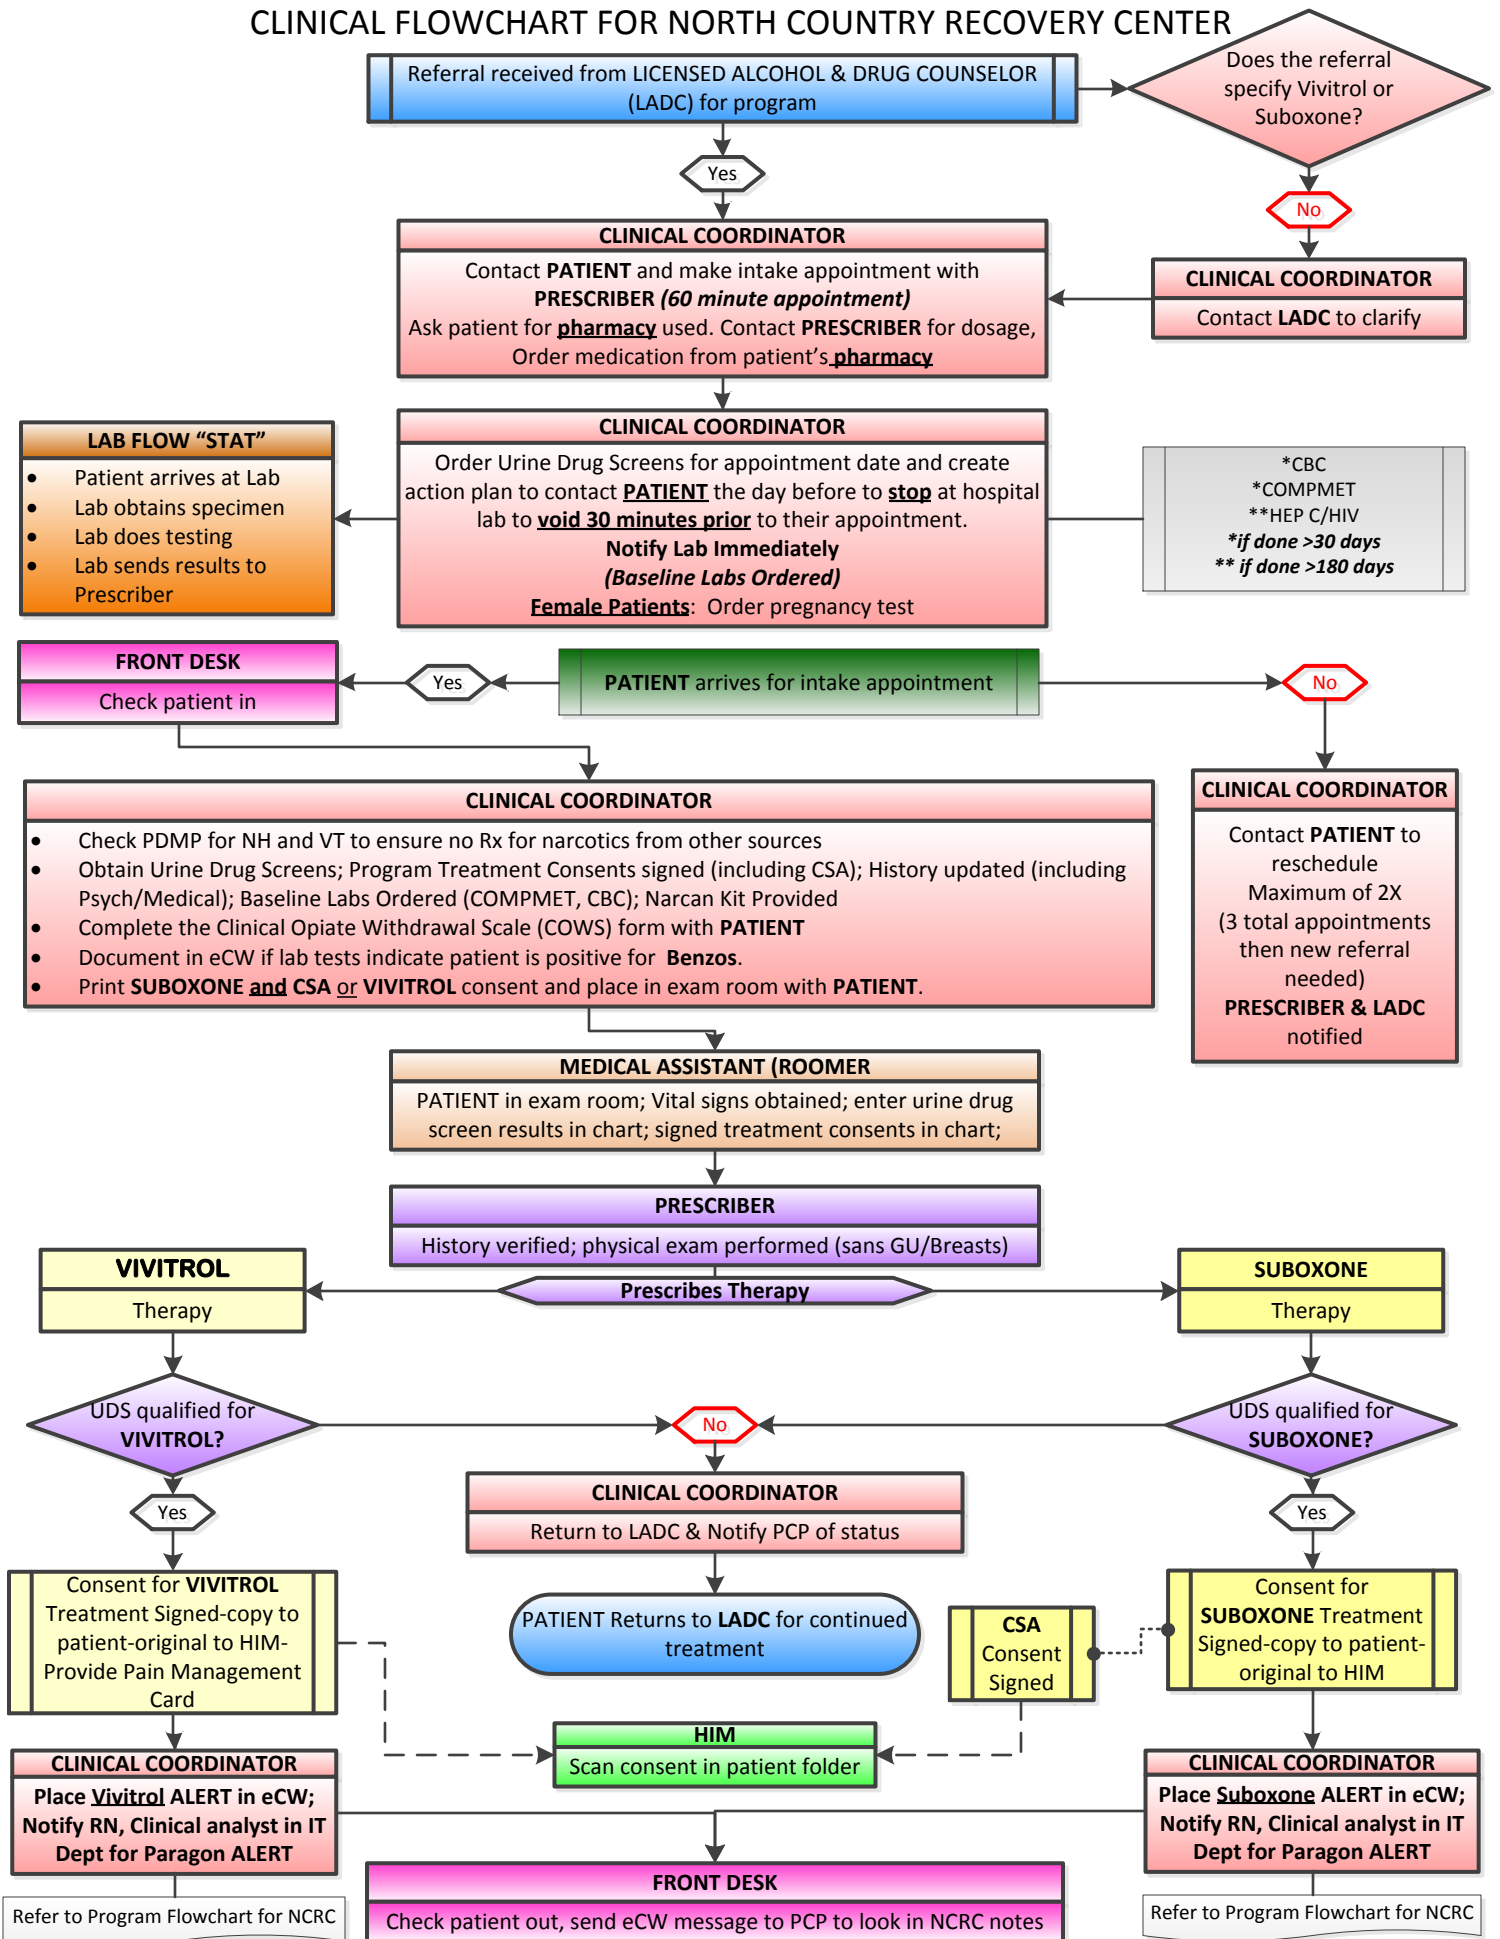 CLINICAL FLOWCHART FOR NORTH COUNTRY RECOVERY CENTER
Referral received from LICENSED ALCOHOL & DRUG COUNSELOR
(LADC) for program
Does the referral
specify Vivitrol or
Suboxone?
Yes
No
CLINICAL COORDINATOR
Contact PATIENT and make intake appointment with
PRESCRIBER (60 minute appointment)
Ask patient for pharmacy used. Contact PRESCRIBER for dosage,
Order medication from patient's pharmacy
CLINICAL COORDINATOR
Contact LADC to clarify
LAB FLOW “STAT”
• Patient arrives at Lab
• Lab obtains specimen
• Lab does testing
• Lab sends results to
Prescriber
CLINICAL COORDINATOR
Order Urine Drug Screens for appointment date and create
action plan to contact PATIENT the day before to stop at hospital
lab to void 30 minutes prior to their appointment.
Notify Lab Immediately
(Baseline Labs Ordered)
Female Patients: Order pregnancy test
*CBC
*COMPMET
**HEP C/HIV
*if done >30 days
** if done >180 days
FRONT DESK
Check patient in
Yes
PATIENT arrives for intake appointment
No
CLINICAL COORDINATOR
• Check PDMP for NH and VT to ensure no Rx for narcotics from other sources
• Obtain Urine Drug Screens; Program Treatment Consents signed (including CSA); History updated (including
Psych/Medical); Baseline Labs Ordered (COMPMET, CBC); Narcan Kit Provided
• Complete the Clinical Opiate Withdrawal Scale (COWS) form with PATIENT
• Document in eCW if lab tests indicate patient is positive for Benzos.
• Print SUBOXONE and CSA or VIVITROL consent and place in exam room with PATIENT.
CLINICAL COORDINATOR
Contact PATIENT to
reschedule
Maximum of 2X
(3 total appointments
then new referral
needed)
PRESCRIBER & LADC
notified
MEDICAL ASSISTANT (ROOMER
PATIENT in exam room; Vital signs obtained; enter urine drug
screen results in chart; signed treatment consents in chart;
PRESCRIBER
History verified; physical exam performed (sans GU/Breasts)
Prescribes Therapy
VIVITROL
Therapy
SUBOXONE
Therapy
UDS qualified for
VIVITROL?
No
UDS qualified for
SUBOXONE?
Yes
CLINICAL COORDINATOR
Return to LADC & Notify PCP of status
Yes
Consent for VIVITROL
Treatment Signed-copy to
patient-original to HIM-
Provide Pain Management
Card
PATIENT Returns to LADC for continued
treatment
CSA
Consent
Signed
Consent for
SUBOXONE Treatment
Signed-copy to patient-
original to HIM
HIM
Scan consent in patient folder
CLINICAL COORDINATOR
Place Vivitrol ALERT in eCW;
Notify RN, Clinical analyst in IT
Dept for Paragon ALERT
CLINICAL COORDINATOR
Place Suboxone ALERT in eCW;
Notify RN, Clinical analyst in IT
Dept for Paragon ALERT
Refer to Program Flowchart for NCRC
FRONT DESK
Check patient out, send eCW message to PCP to look in NCRC notes
Refer to Program Flowchart for NCRC